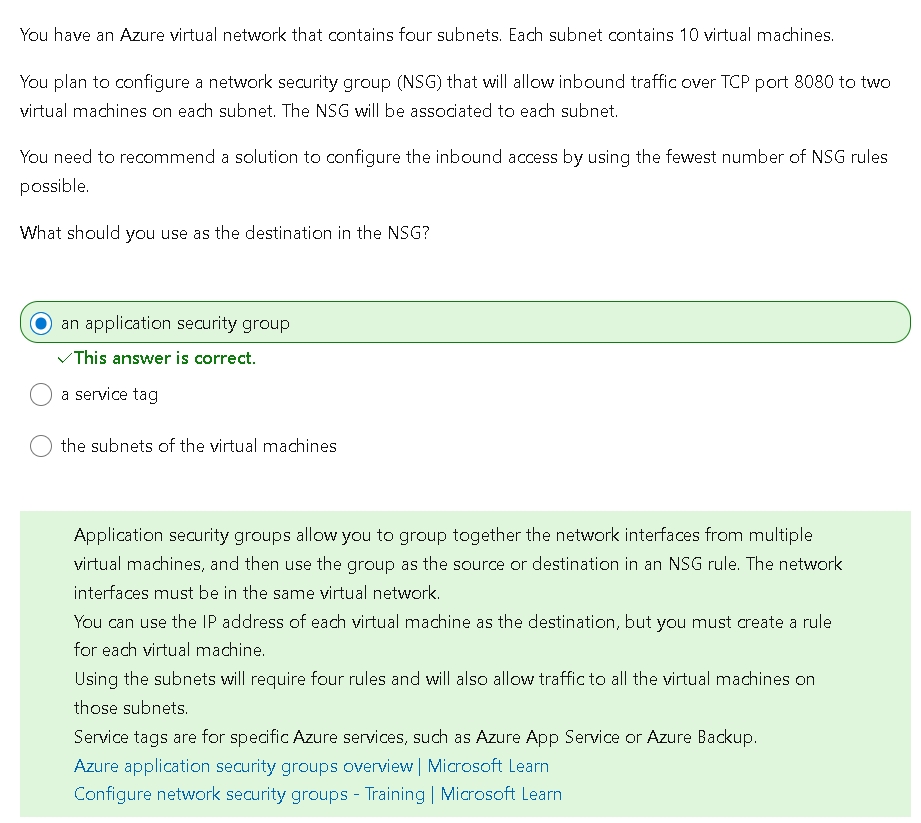 You have an Azure virtual network that contains four subnets. Each subnet contains 10 virtual machines.
You plan to configure a network security group (NSG) that will allow inbound traffic over TCP port 8080 to two
virtual machines on each subnet. The NSG will be associated to each subnet.
You need to recommend a solution to configure the inbound access by using the fewest number of NSG rules
possible.
What should you use as the destination in the NSG?
an application security group
✓This answer is correct.
a service tag
the subnets of the virtual machines
Application security groups allow you to group together the network interfaces from multiple
virtual machines, and then use the group as the source or destination in an NSG rule. The network
interfaces must be in the same virtual network.
You can use the IP address of each virtual machine as the destination, but you must create a rule
for each virtual machine.
Using the subnets will require four rules and will also allow traffic to all the virtual machines on
those subnets.
Service tags are for specific Azure services, such as Azure App Service or Azure Backup.
Azure application security groups overview | Microsoft Learn
Configure network security groups - Training | Microsoft Learn